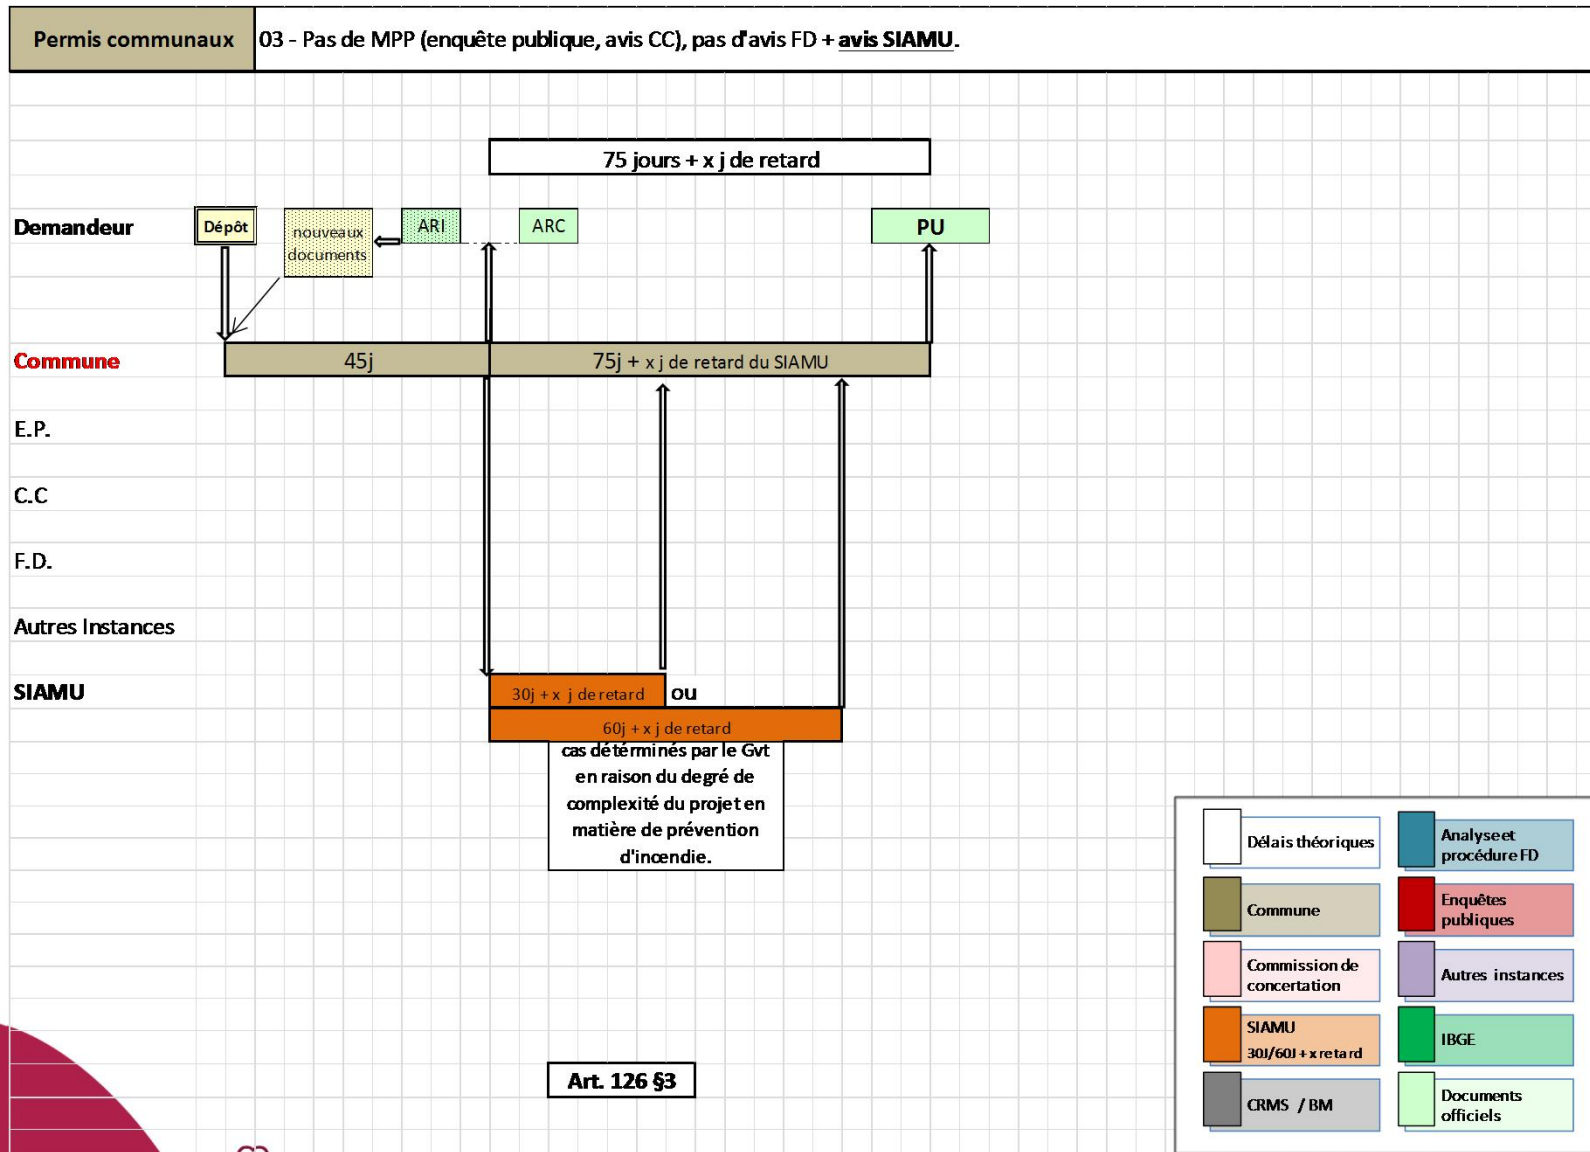 Permis communaux
03 - Pas de MPP (enquête publique, avis CC), pas d'avis FD + avis SIAMU.
75 jours + x j de retard
Demandeur
Dépôt
nouveaux
documents
ARI
ARC
PU
Commune
45j
75j + x j de retard du SIAMU
E.P.
C.C
F.D.
Autres Instances
SIAMU
30j + x j de retard
ou
60j + x j de retard
cas détérminés par le Gvt
en raison du degré de
complexité du projet en
matière de prévention
d'incendie.
Art. 126 §3
Délais théoriques
Analyse et
procédure FD
Commune
Enquêtes
publiques
Commission de
concertation
Autres instances
SIAMU
30J/60J + x retard
IBGE
CRMS / BM
Documents
officiels